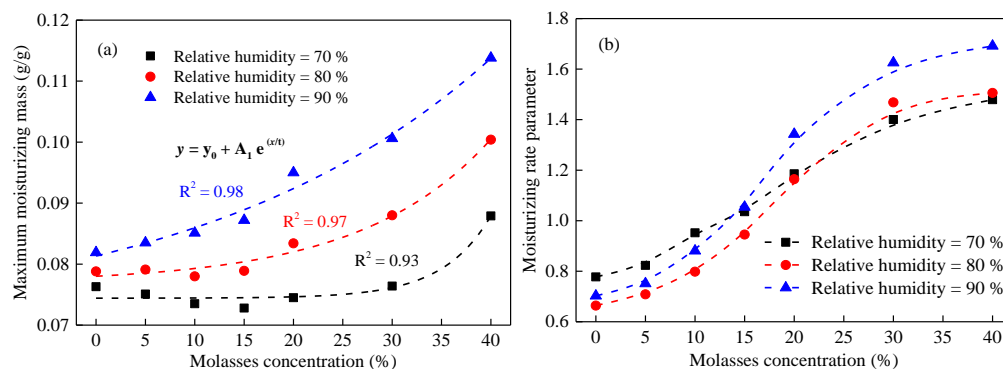 (a)
Relative humidity = 70 %
Relative humidity = 80 %
Relative humidity = 90 %
y = y₀ + A₁ e ⁽ˣ/ᵗ⁾
R² = 0.98
R² = 0.97
R² = 0.93
0.12
0.11
0.10
0.09
0.08
0.07
0 5 10 15 20 30 40
Maximum moisturizing mass (g/g)
Molasses concentration (%)
(b)
1.8
1.6
1.4
1.2
1.0
0.8
0.6
0 5 10 15 20 30 40
Moisturizing rate parameter
Relative humidity = 70 %
Relative humidity = 80 %
Relative humidity = 90 %
Molasses concentration (%)